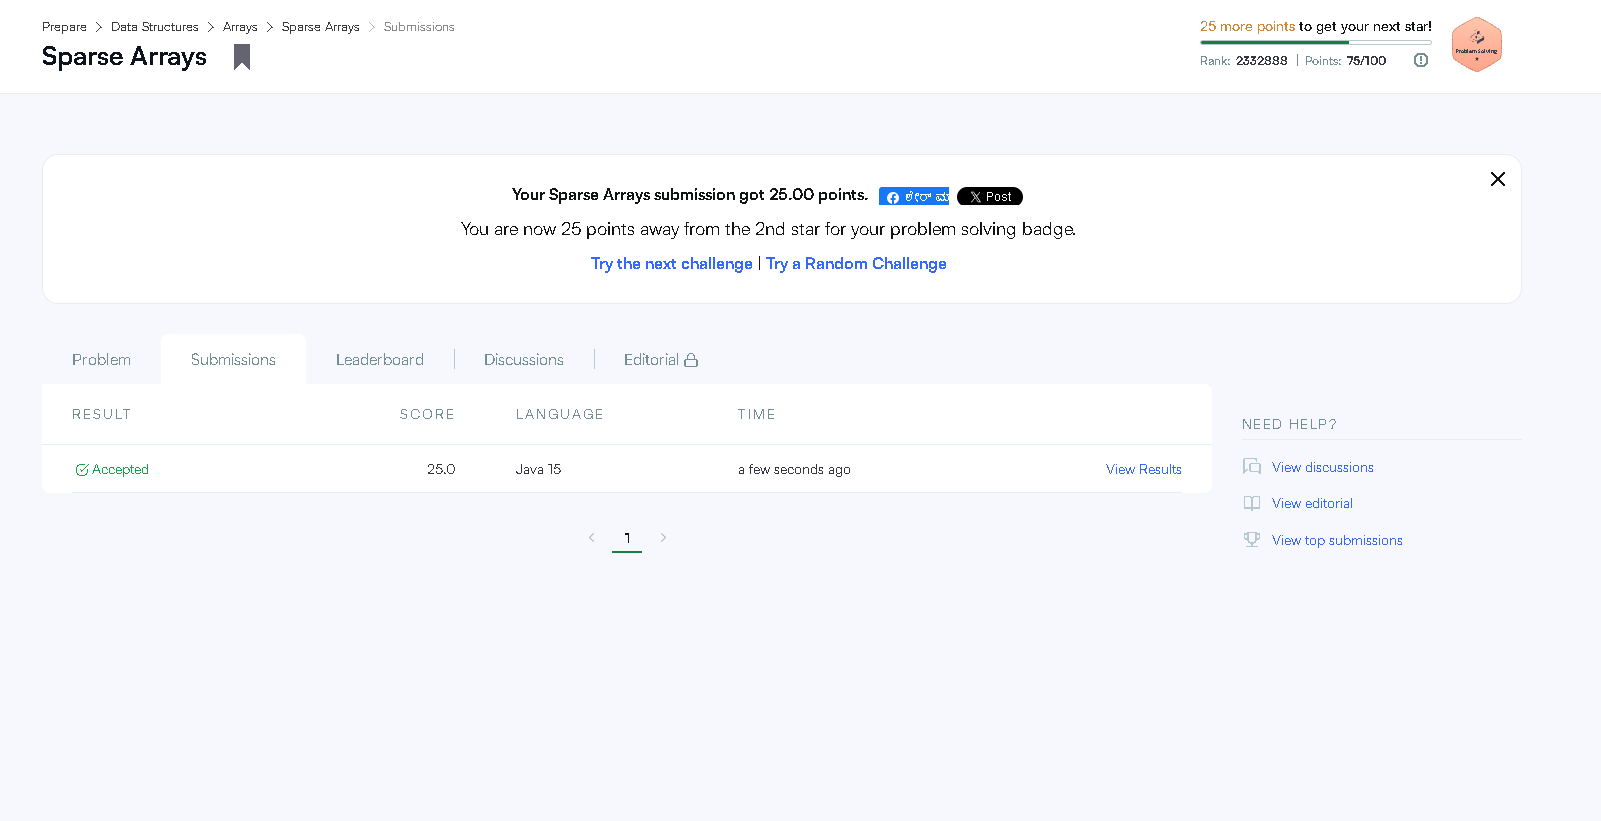 Prepare > Data Structures > Arrays > Sparse Arrays > Submissions
Sparse Arrays
25 more points to get your next star!
Rank: 2332888 | Points: 75/100
Problem Solving
Your Sparse Arrays submission got 25.00 points. ಶೇರ್ Post
You are now 25 points away from the 2nd star for your problem solving badge.
Try the next challenge | Try a Random Challenge
Problem Submissions Leaderboard Discussions Editorial
RESULT SCORE LANGUAGE TIME
Accepted 25.0 Java 15 a few seconds ago View Results
1
NEED HELP?
View discussions
View editorial
View top submissions